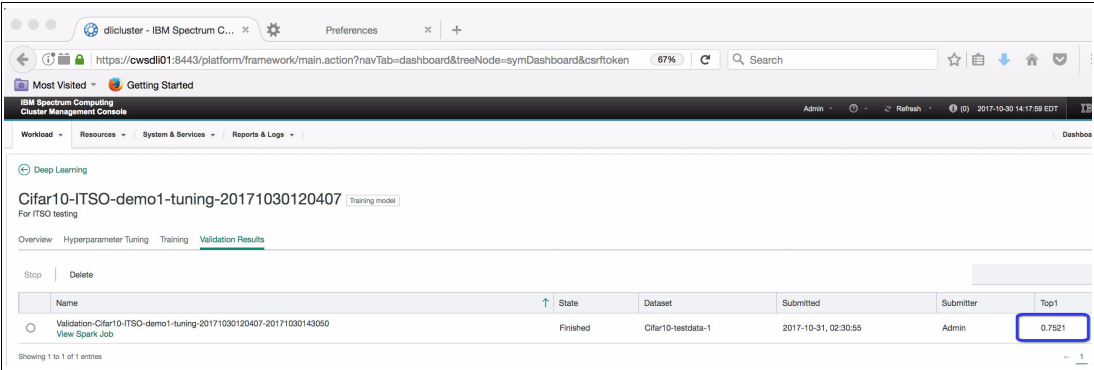 dlicluster - IBM Spectrum C... × Preferences × +
https://cwsdli01:8443/platform/framework/main.action?navTab=dashboard&treeNode=symDashboard&csrftoken 67% Search
Most Visited Getting Started
IBM Spectrum Computing
Cluster Management Console
Admin Refresh (0) 2017-10-30 14:17:59 EDT IB
Workload Resources System & Services Reports & Logs Dashboa
Deep Learning
Cifar10-ITSO-demo1-tuning-20171030120407 Training model
For ITSO testing
Overview Hyperparameter Tuning Training Validation Results
Stop Delete
Name ↑ State Dataset Submitted Submitter Top1
Validation-Cifar10-ITSO-demo1-tuning-20171030120407-20171030143050 Finished Cifar10-testdata-1 2017-10-31, 02:30:55 Admin 0.7521
View Spark Job
Showing 1 to 1 of 1 entries ← 1